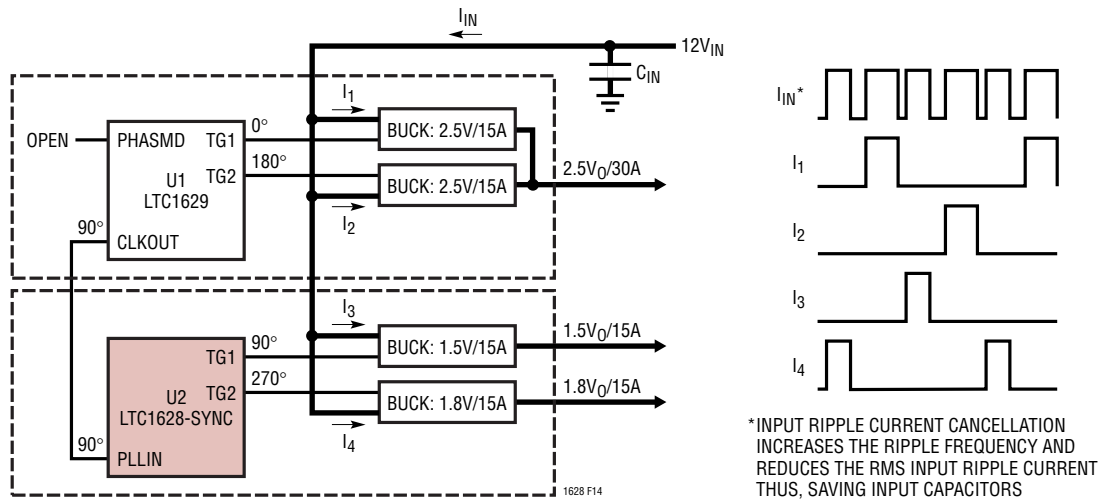 I_IN
12V_IN
C_IN
I_1
BUCK: 2.5V/15A
0°
OPEN
PHASMD
TG1
180°
TG2
U1
LTC1629
BUCK: 2.5V/15A
2.5V_O/30A
I_2
90°
CLKOUT
I_3
BUCK: 1.5V/15A
1.5V_O/15A
90°
TG1
270°
TG2
U2
LTC1628-SYNC
BUCK: 1.8V/15A
1.8V_O/15A
I_4
90°
PLLIN
1628 F14
I_IN*
I_1
I_2
I_3
I_4
*INPUT RIPPLE CURRENT CANCELLATION
INCREASES THE RIPPLE FREQUENCY AND
REDUCES THE RMS INPUT RIPPLE CURRENT
THUS, SAVING INPUT CAPACITORS